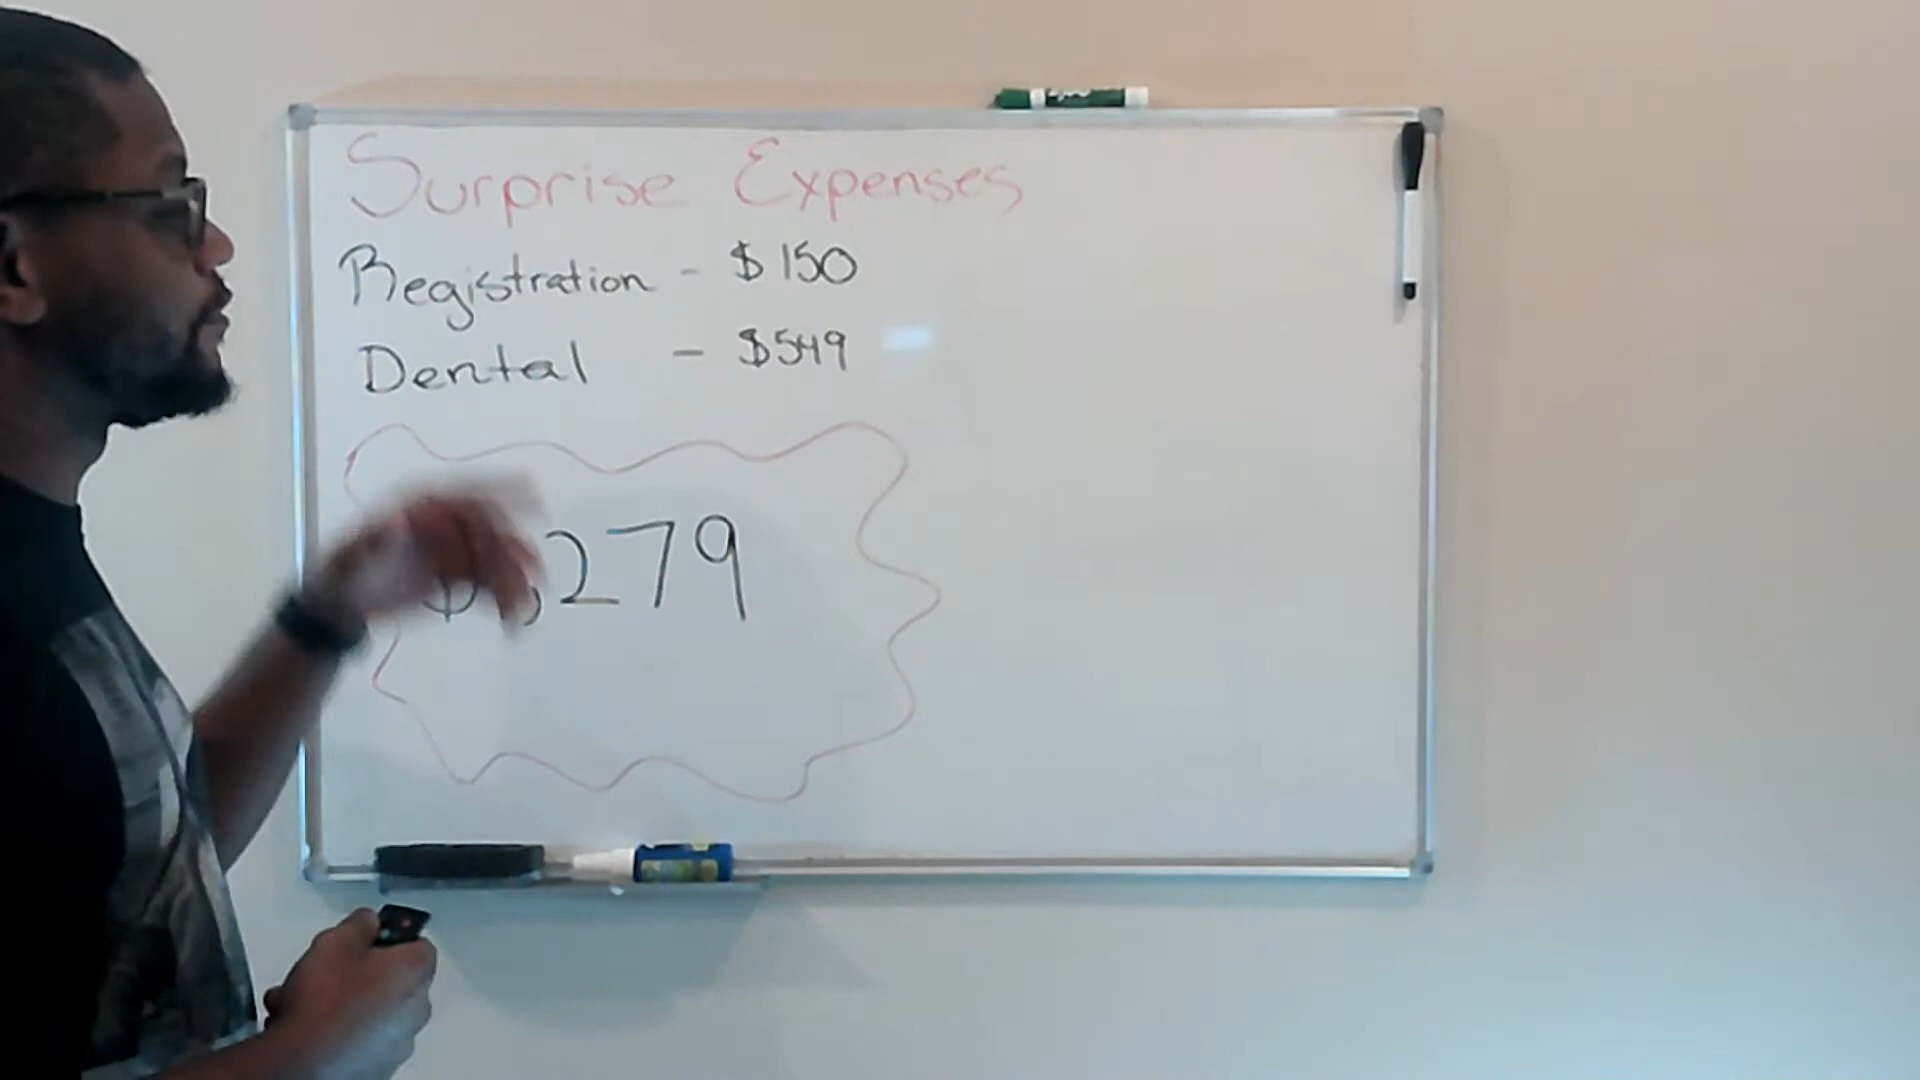 Surprise Expenses
Registration - $150
Dental - $549
$ ,279